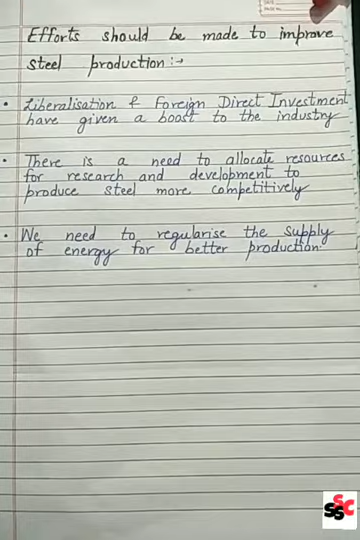 Efforts should be made to improve
steel production :→
• Liberalisation & Foreign Direct Investment
have given a boost to the industry
• There is a need to allocate resources
for research and development to
produce steel more competitively
• We need to regularise the supply
of energy for better production.
SSC